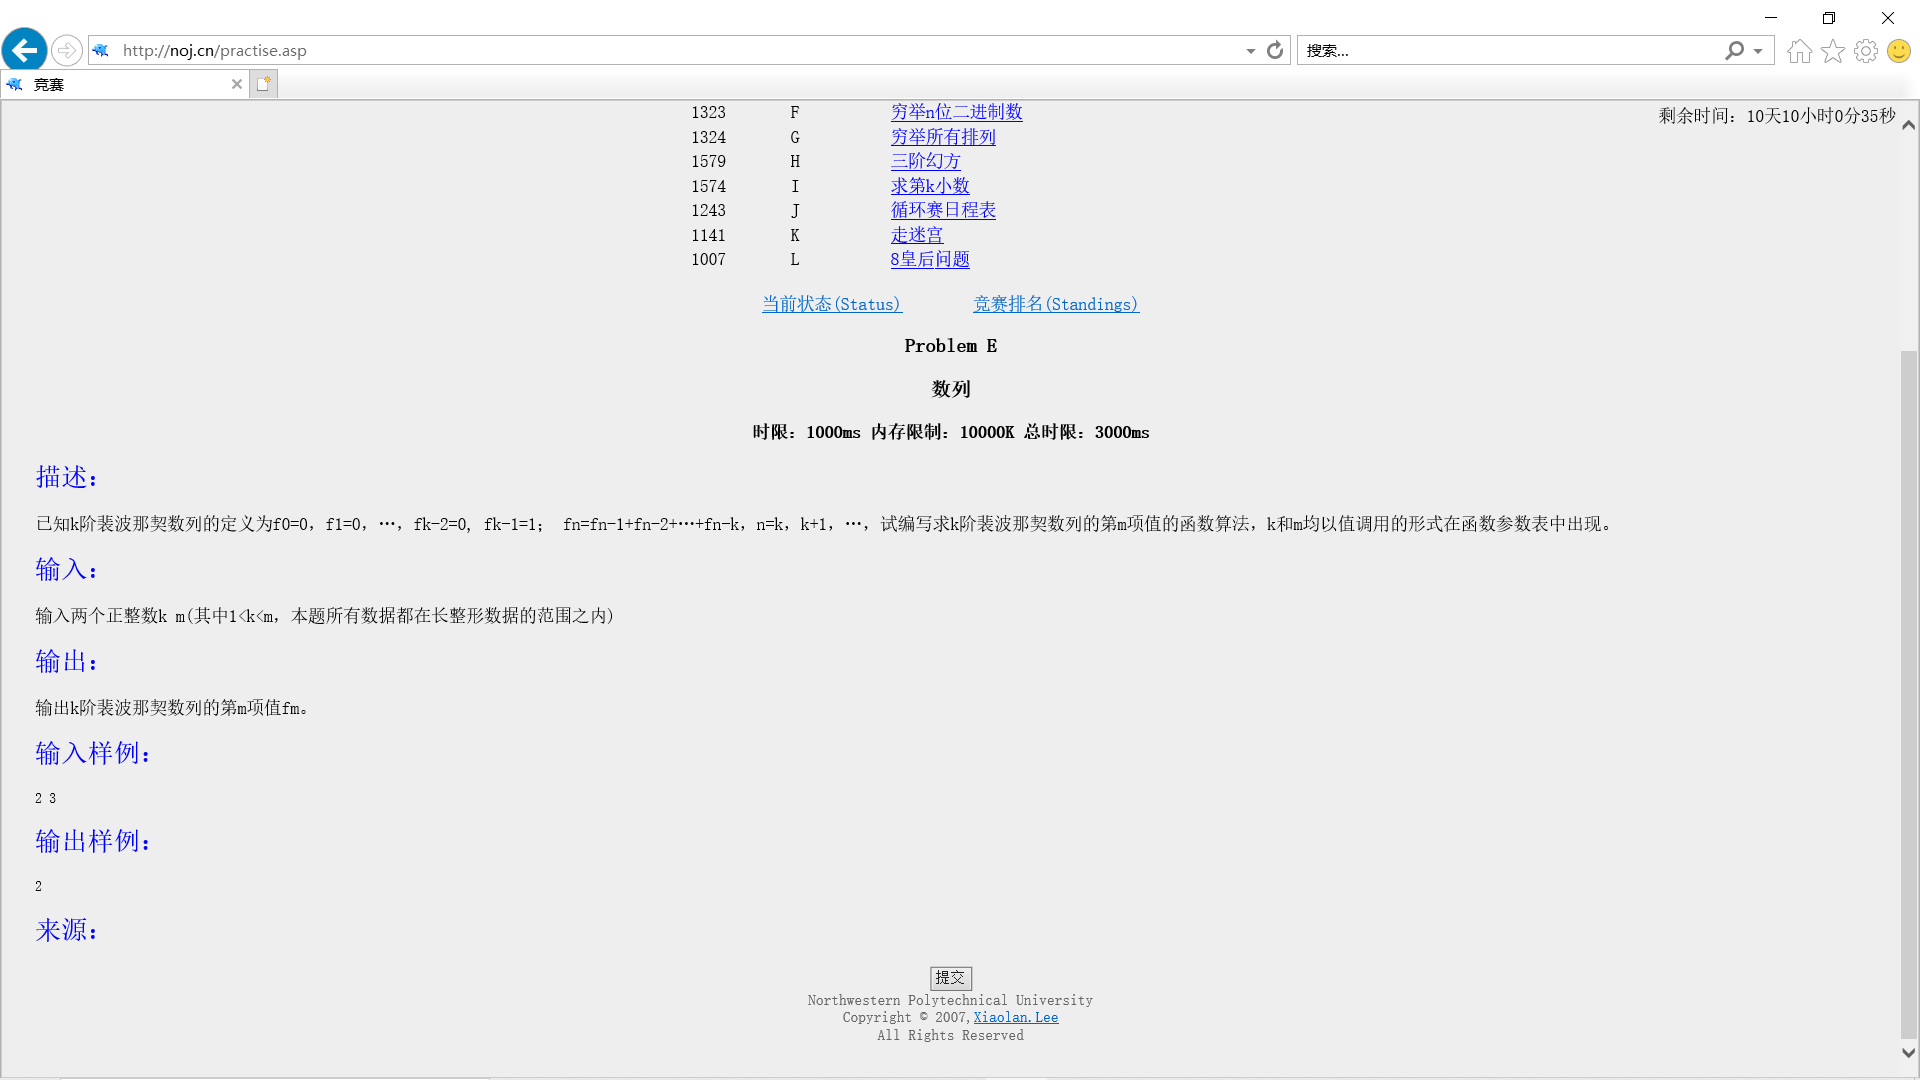 http://noj.cn/practise.asp
搜索...
竞赛
剩余时间：10天10小时0分35秒
1323 F 穷举n位二进制数
1324 G 穷举所有排列
1579 H 三阶幻方
1574 I 求第k小数
1243 J 循环赛日程表
1141 K 走迷宫
1007 L 8皇后问题
当前状态(Status) 竞赛排名(Standings)
Problem E
数列
时限：1000ms 内存限制：10000K 总时限：3000ms
描述：
已知k阶裴波那契数列的定义为f0=0，f1=0，…，fk-2=0, fk-1=1； fn=fn-1+fn-2+…+fn-k，n=k，k+1，…，试编写求k阶裴波那契数列的第m项值的函数算法，k和m均以值调用的形式在函数参数表中出现。
输入：
输入两个正整数k m(其中1<k<m，本题所有数据都在长整形数据的范围之内)
输出：
输出k阶裴波那契数列的第m项值fm。
输入样例：
2 3
输出样例：
2
来源：
提交
Northwestern Polytechnical University
Copyright © 2007,Xiaolan.Lee
All Rights Reserved